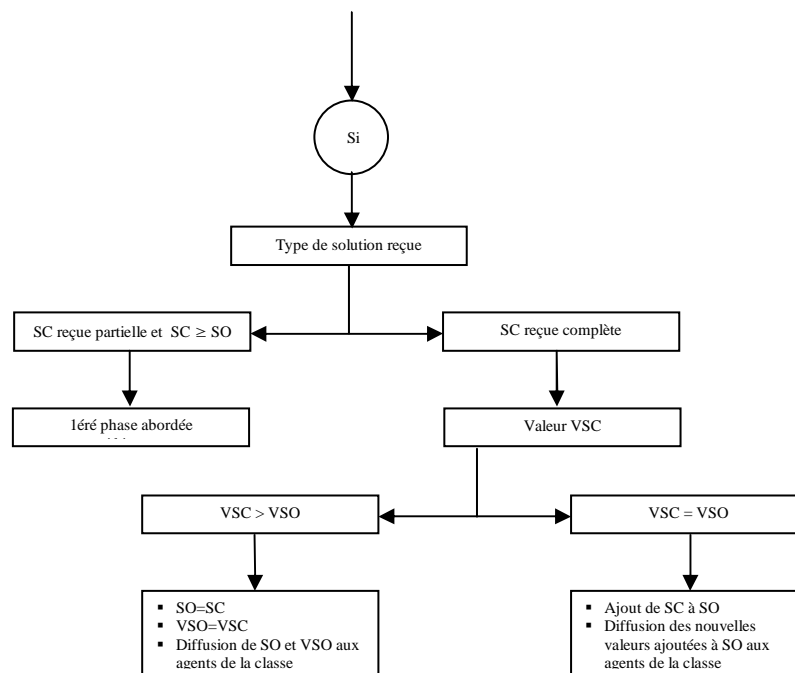 Si
Type de solution reçue
SC reçue partielle et SC ≥ SO
SC reçue complète
1éré phase abordée
Valeur VSC
VSC > VSO
VSC = VSO
▪ SO=SC
▪ VSO=VSC
▪ Diffusion de SO et VSO aux
agents de la classe
▪ Ajout de SC à SO
▪ Diffusion des nouvelles
valeurs ajoutées à SO aux
agents de la classe